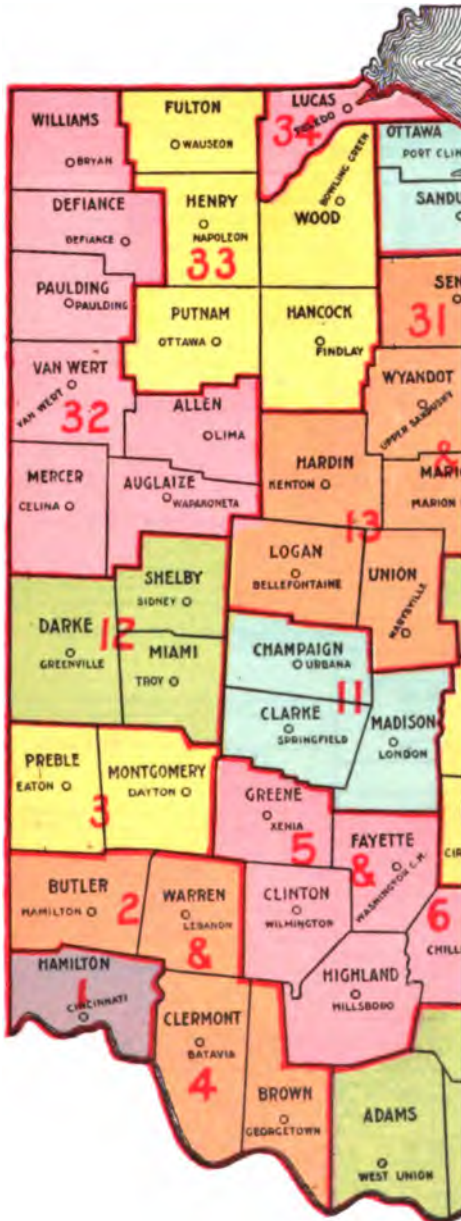 LUCAS
34
TOLEDO
WILLIAMS
BRYAN
FULTON
WAUSEON
OTTAWA
PORT CLIN
DEFIANCE
DEFIANCE
HENRY
NAPOLEON
33
BOWLING GREEN
WOOD
SANDU
PAULDING
PAULDING
PUTNAM
OTTAWA
HANCOCK
FINDLAY
SEN
31
VAN WERT
VAN WERT
32
ALLEN
LIMA
WYANDOT
UPPER SANDUSKY
&
MERCER
CELINA
AUGLAIZE
WAPAKONETA
HARDIN
KENTON
MARIO
MARION
13
LOGAN
BELLEFONTAINE
UNION
MARYSVILLE
SHELBY
SIDNEY
DARKE
12
GREENVILLE
MIAMI
TROY
CHAMPAIGN
URBANA
11
CLARKE
SPRINGFIELD
MADISON
LONDON
PREBLE
EATON
3
MONTGOMERY
DAYTON
GREENE
XENIA
5
FAYETTE
&
WASHINGTON C.H.
CIR
BUTLER
HAMILTON
2
WARREN
LEBANON
&
CLINTON
WILMINGTON
6
CHILL
HAMILTON
1
CINCINNATI
HIGHLAND
HILLSBORO
CLERMONT
BATAVIA
4
BROWN
GEORGETOWN
ADAMS
WEST UNION